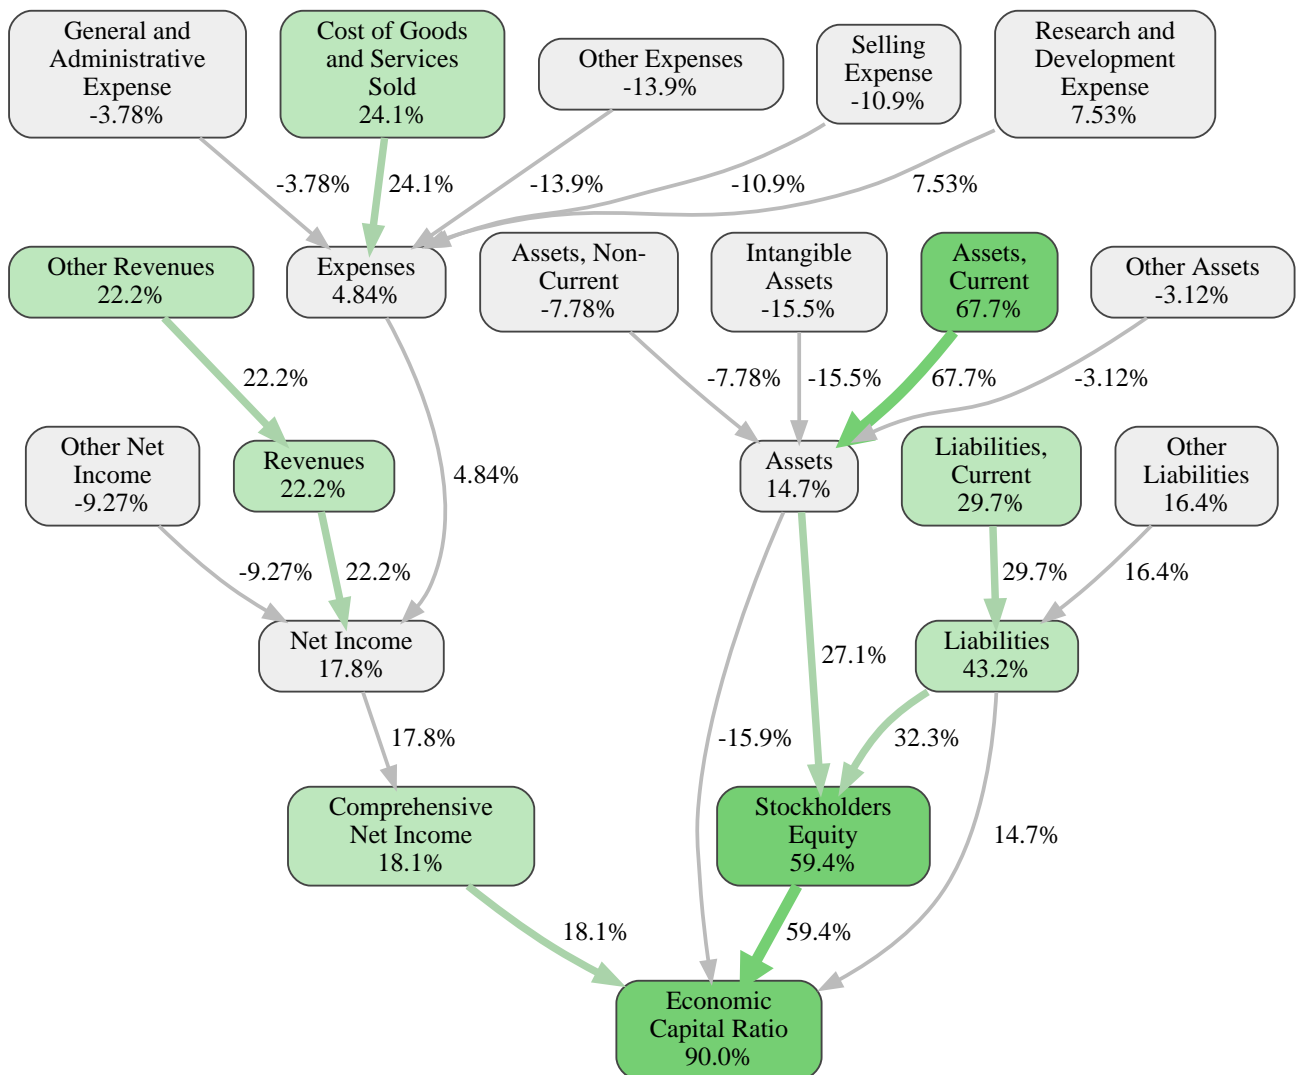 General and
Administrative
Expense
-3.78%
Cost of Goods
and Services
Sold
24.1%
Other Expenses
-13.9%
Selling
Expense
-10.9%
Research and
Development
Expense
7.53%
-3.78%
24.1%
-13.9%
-10.9%
7.53%
Other Revenues
22.2%
Expenses
4.84%
Assets, Non-
Current
-7.78%
Intangible
Assets
-15.5%
Assets,
Current
67.7%
Other Assets
-3.12%
22.2%
-7.78%
-15.5%
67.7%
-3.12%
Other Net
Income
-9.27%
Revenues
22.2%
4.84%
Assets
14.7%
Liabilities,
Current
29.7%
Other
Liabilities
16.4%
-9.27%
22.2%
29.7%
16.4%
Net Income
17.8%
27.1%
Liabilities
43.2%
17.8%
-15.9%
32.3%
Comprehensive
Net Income
18.1%
Stockholders
Equity
59.4%
14.7%
18.1%
59.4%
Economic
Capital Ratio
90.0%